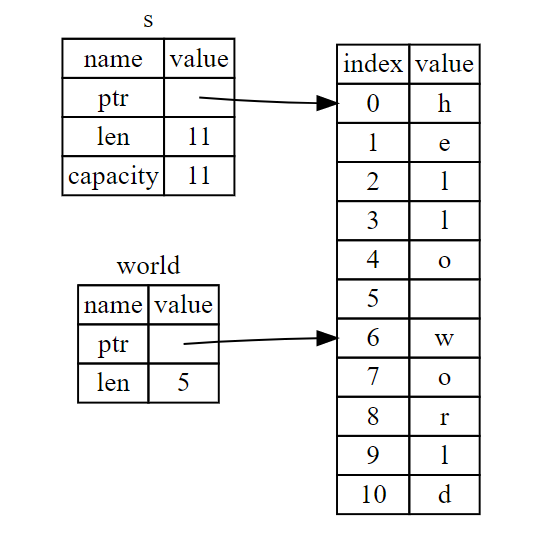 s
name value
ptr
len 11
capacity 11
world
name value
ptr
len 5
index value
0 h
1 e
2 l
3 l
4 o
5
6 w
7 o
8 r
9 l
10 d